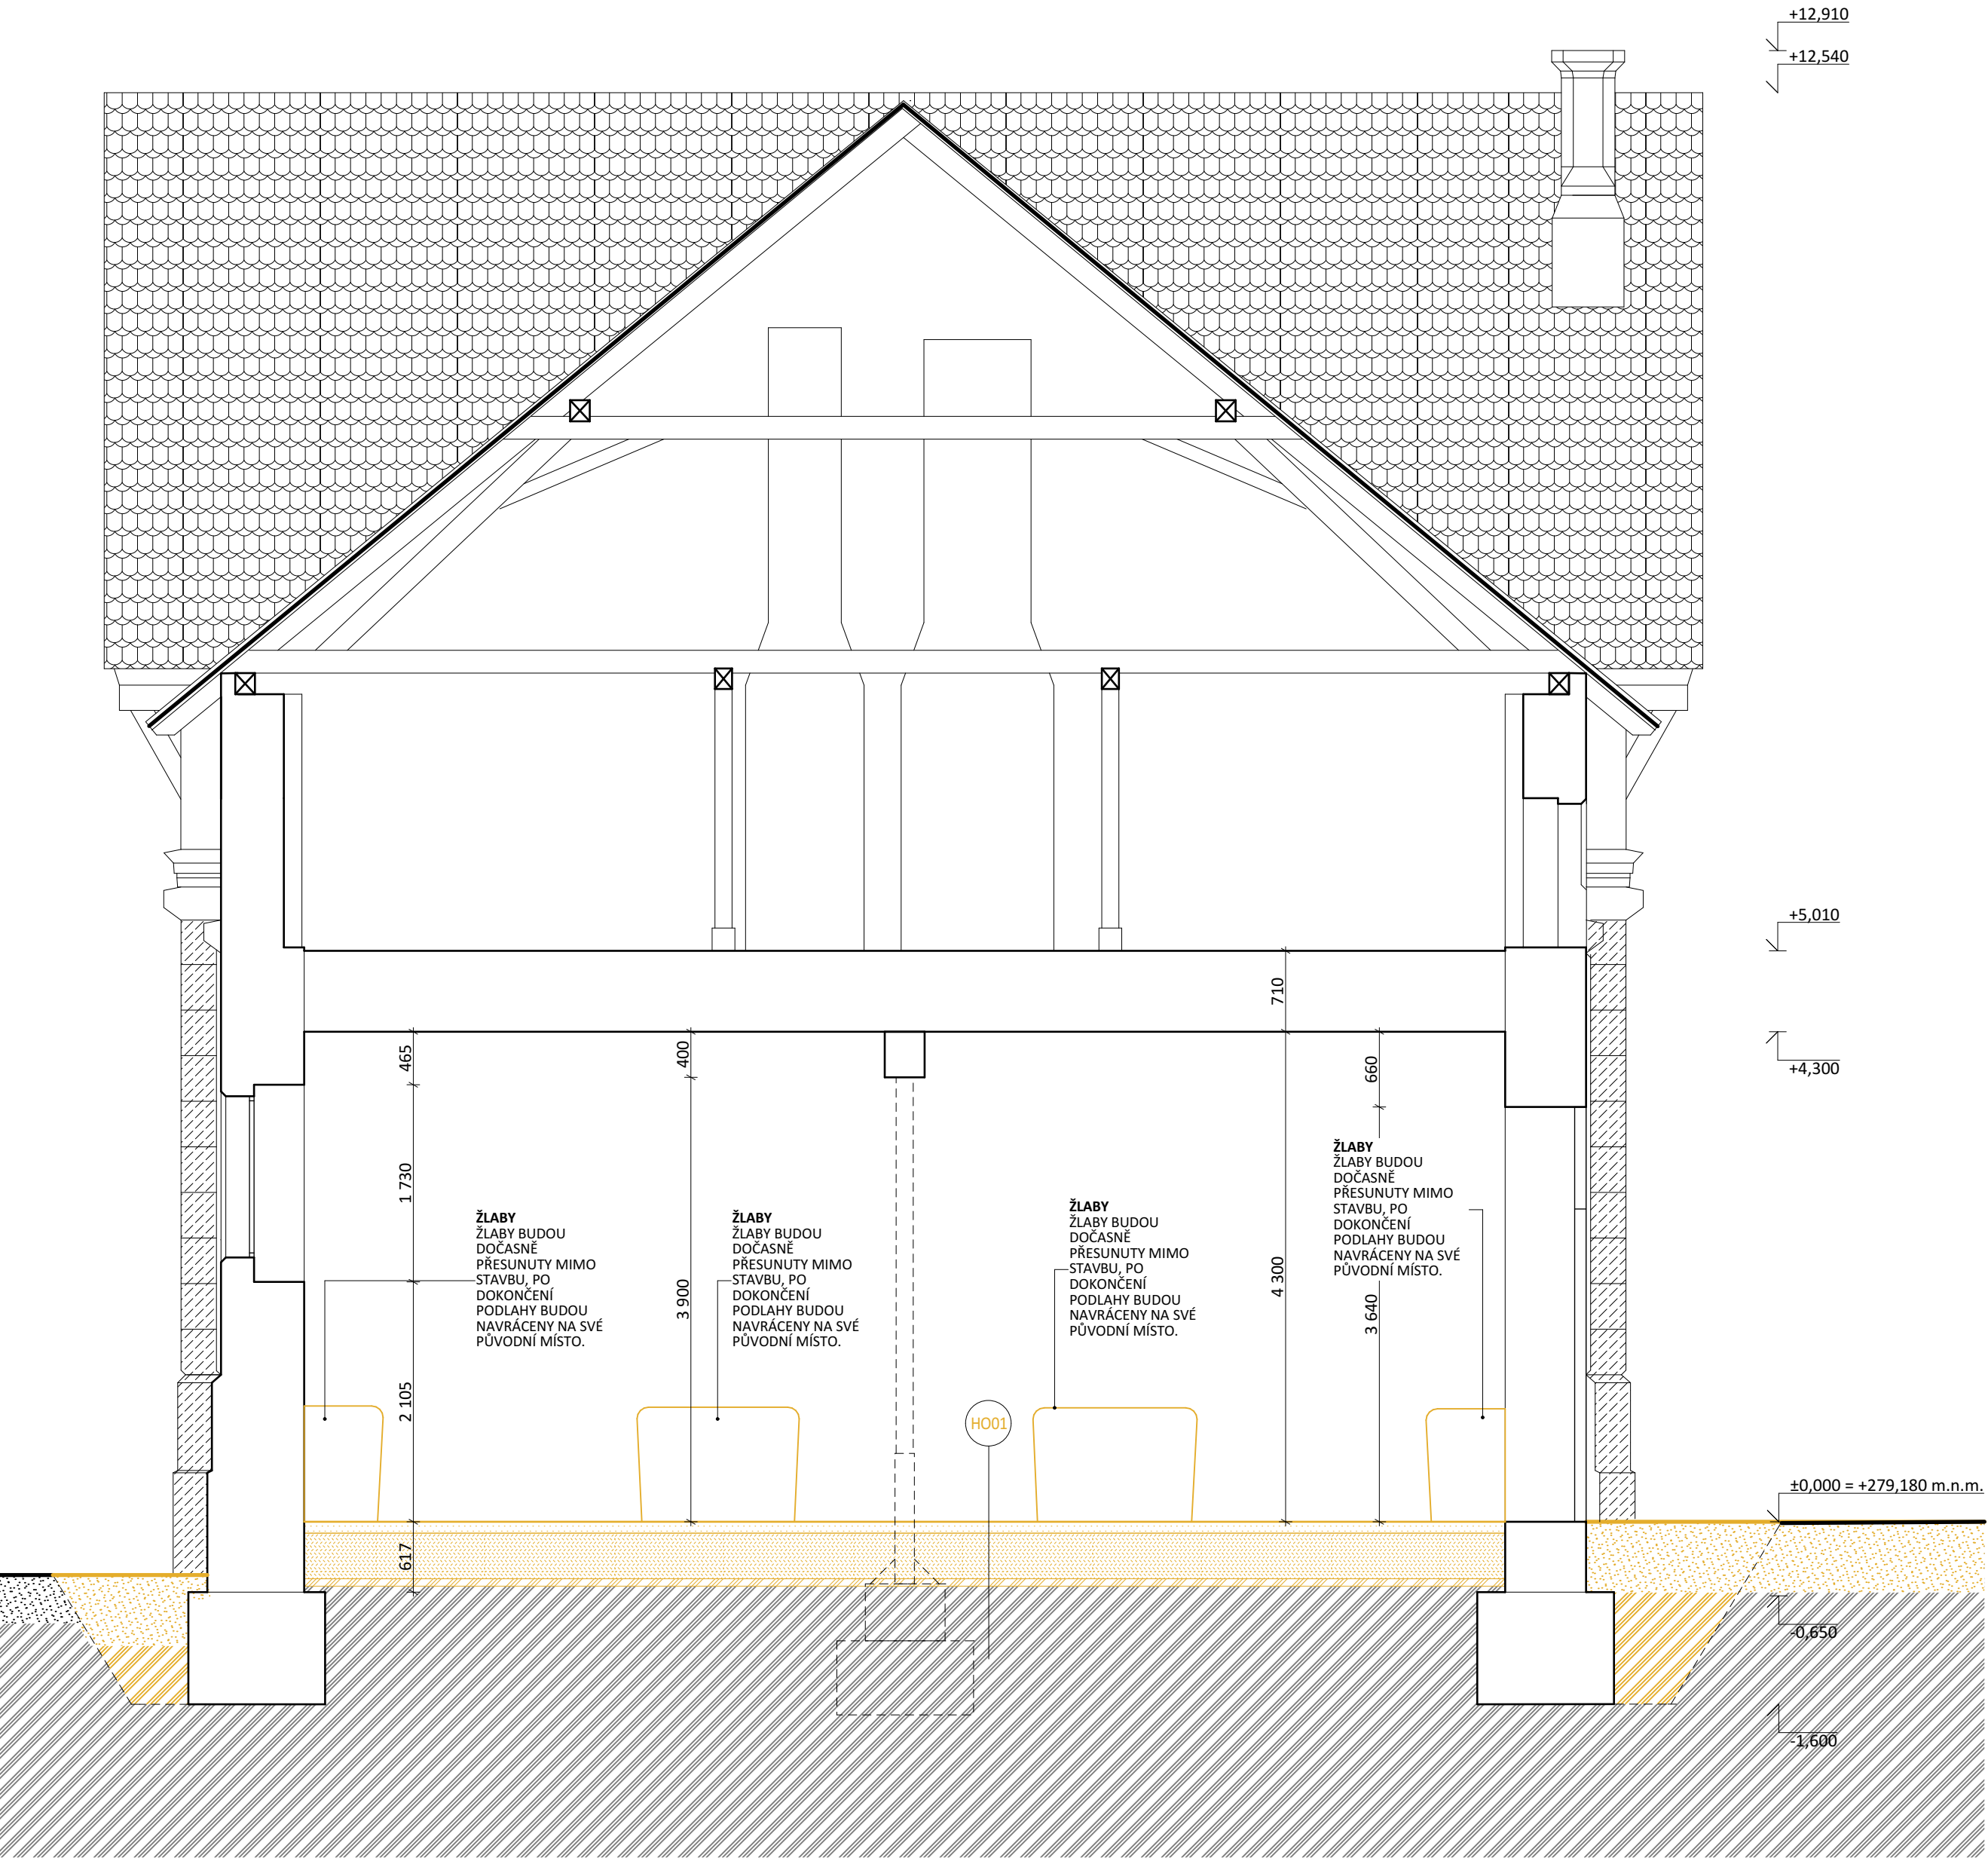 +12,910
+12,540
+5,010
710
465
400
660
+4,300
1 730
3 900
4 300
3 640
ŽLABY
ŽLABY BUDOU
DOČASNĚ
PŘESUNUTY MIMO
STAVBU, PO
DOKONČENÍ
PODLAHY BUDOU
NAVRÁCENY NA SVÉ
PŮVODNÍ MÍSTO.
ŽLABY
ŽLABY BUDOU
DOČASNĚ
PŘESUNUTY MIMO
STAVBU, PO
DOKONČENÍ
PODLAHY BUDOU
NAVRÁCENY NA SVÉ
PŮVODNÍ MÍSTO.
ŽLABY
ŽLABY BUDOU
DOČASNĚ
PŘESUNUTY MIMO
STAVBU, PO
DOKONČENÍ
PODLAHY BUDOU
NAVRÁCENY NA SVÉ
PŮVODNÍ MÍSTO.
ŽLABY
ŽLABY BUDOU
DOČASNĚ
PŘESUNUTY MIMO
STAVBU, PO
DOKONČENÍ
PODLAHY BUDOU
NAVRÁCENY NA SVÉ
PŮVODNÍ MÍSTO.
2 105
HO01
±0,000 = +279,180 m.n.m.
617
-0,650
-1,600